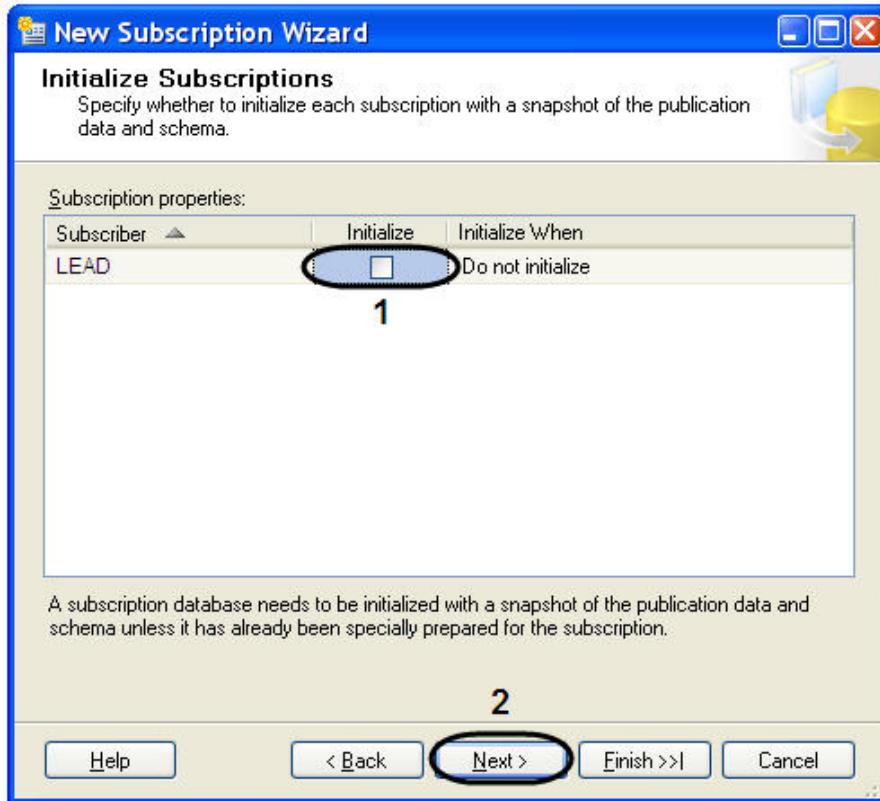 New Subscription Wizard
Initialize Subscriptions
Specify whether to initialize each subscription with a snapshot of the publication
data and schema.
Subscription properties:
Subscriber Initialize Initialize When
LEAD Do not initialize
1
A subscription database needs to be initialized with a snapshot of the publication data and
schema unless it has already been specially prepared for the subscription.
2
Help < Back Next > Finish >>| Cancel